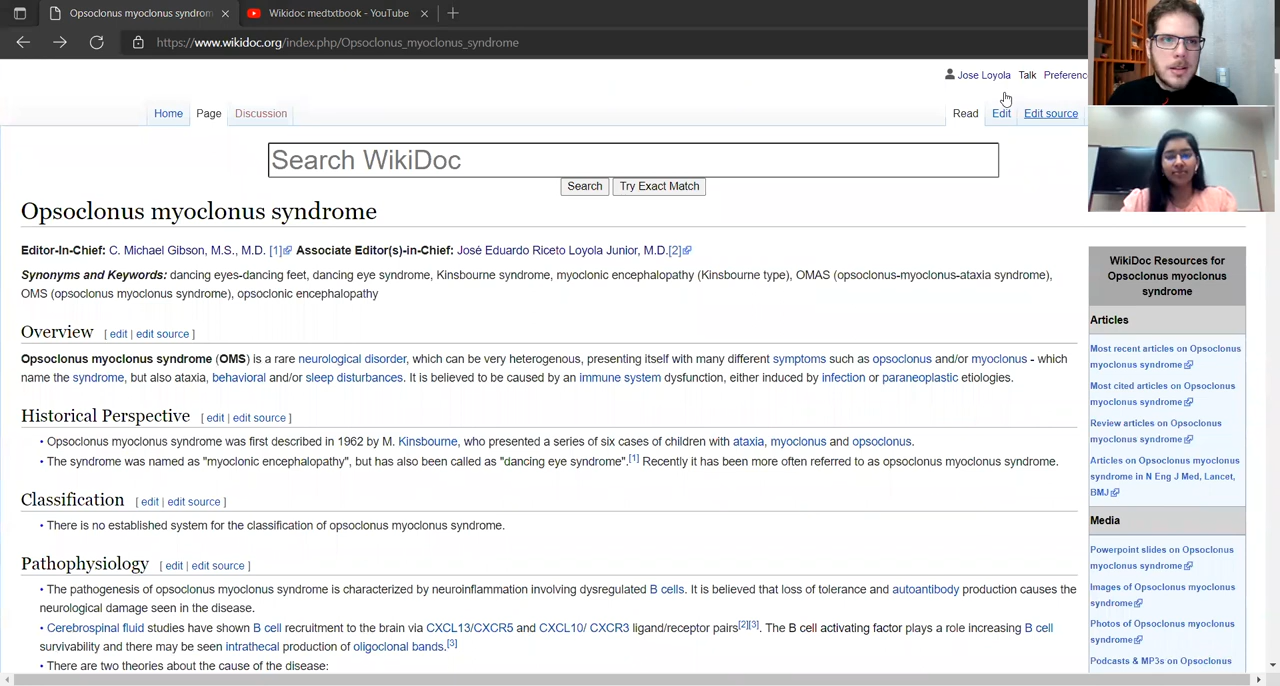 Opsoclonus myoclonus syndrom
Wikidoc medtxtbook - YouTube
https://www.wikidoc.org/index.php/Opsoclonus_myoclonus_syndrome
Jose Loyola Talk Preferenc
Home Page Discussion Read Edit Edit source
Search WikiDoc
Search Try Exact Match
Opsoclonus myoclonus syndrome
Editor-In-Chief: C. Michael Gibson, M.S., M.D. [1] Associate Editor(s)-in-Chief: José Eduardo Riceto Loyola Junior, M.D.[2]
Synonyms and Keywords: dancing eyes-dancing feet, dancing eye syndrome, Kinsbourne syndrome, myoclonic encephalopathy (Kinsbourne type), OMAS (opsoclonus-myoclonus-ataxia syndrome),
OMS (opsoclonus myoclonus syndrome), opsoclonic encephalopathy
Overview [ edit | edit source ]
Opsoclonus myoclonus syndrome (OMS) is a rare neurological disorder, which can be very heterogenous, presenting itself with many different symptoms such as opsoclonus and/or myoclonus - which
name the syndrome, but also ataxia, behavioral and/or sleep disturbances. It is believed to be caused by an immune system dysfunction, either induced by infection or paraneoplastic etiologies.
Historical Perspective [ edit | edit source ]
• Opsoclonus myoclonus syndrome was first described in 1962 by M. Kinsbourne, who presented a series of six cases of children with ataxia, myoclonus and opsoclonus.
• The syndrome was named as "myoclonic encephalopathy", but has also been called as "dancing eye syndrome".[1] Recently it has been more often referred to as opsoclonus myoclonus syndrome.
Classification [ edit | edit source ]
• There is no established system for the classification of opsoclonus myoclonus syndrome.
Pathophysiology [ edit | edit source ]
• The pathogenesis of opsoclonus myoclonus syndrome is characterized by neuroinflammation involving dysregulated B cells. It is believed that loss of tolerance and autoantibody production causes the
neurological damage seen in the disease.
• Cerebrospinal fluid studies have shown B cell recruitment to the brain via CXCL13/CXCR5 and CXCL10/ CXCR3 ligand/receptor pairs[2][3]. The B cell activating factor plays a role increasing B cell
survivability and there may be seen intrathecal production of oligoclonal bands.[3]
• There are two theories about the cause of the disease:
WikiDoc Resources for
Opsoclonus myoclonus
syndrome
Articles
Most recent articles on Opsoclonus
myoclonus syndrome
Most cited articles on Opsoclonus
myoclonus syndrome
Review articles on Opsoclonus
myoclonus syndrome
Articles on Opsoclonus myoclonus
syndrome in N Eng J Med, Lancet,
BMJ
Media
Powerpoint slides on Opsoclonus
myoclonus syndrome
Images of Opsoclonus myoclonus
syndrome
Photos of Opsoclonus myoclonus
syndrome
Podcasts & MP3s on Opsoclonus